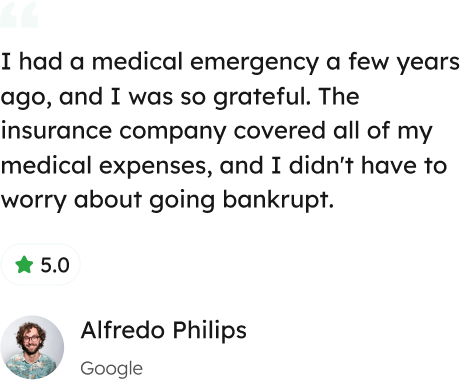 I had a medical emergency a few years
ago, and I was so grateful. The
insurance company covered all of my
medical expenses, and I didn't have to
worry about going bankrupt.
5.0
Alfredo Philips
Google